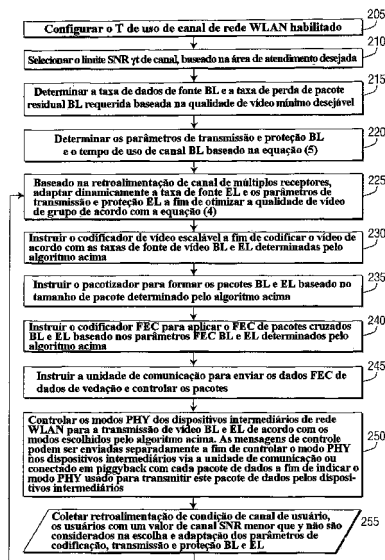 Configurar o T de uso de canal de rede WLAN habilitado
205
Selecionar o limite SNR γt de canal, baseado na área de atendimento desejada
210
Determinar a taxa de dados de fonte BL e a taxa de perda de pacote
residual BL requerida baseada na qualidade de vídeo mínimo desejável
215
Determinar os parâmetros de transmissão e proteção BL
e o tempo de uso de canal BL baseado na equação (5)
220
Baseado na retroalimentação de canal de múltiplos receptores,
adaptar dinamicamente a taxa de fonte EL e os parâmetros de
transmissão e proteção EL a fim de otimizar a qualidade de vídeo
de grupo de acordo com a equação (4)
225
Instruir o codificador de vídeo escalável a fim de codificar o vídeo de
acordo com as taxas de fonte de vídeo BL e EL determinadas pelo
algoritmo acima
230
Instruir o pacotizador para formar os pacotes BL e EL baseado no
tamanho de pacote determinado pelo algoritmo acima
235
Instruir o codificador FEC para aplicar o FEC de pacotes cruzados
BL e EL baseado nos parâmetros FEC BL e EL determinados pelo
algoritmo acima
240
Instruir a unidade de comunicação para enviar os dados FEC de
dados de vedação e controlar os pacotes
245
Controlar os modos PHY dos dispositivos intermediários de rede
WLAN para a transmissão de vídeo BL e EL de acordo com os
modos escolhidos pelo algoritmo acima. As mensagens de controle
podem ser enviadas separadamente a fim de controlar o modo PHY
nos dispositivos intermediários via a unidade de comunicação ou
conectado em piggyback com cada pacote de dados a fim de indicar o
modo PHY usado para transmitir este pacote de dados pelos disposi-
tivos intermediários
250
Coletar retroalimentação de condição de canal de usuário,
os usuários com um valor de canal SNR menor que γ não são
considerados na escolha e adaptação dos parâmetros de
codificação, transmissão e proteção BL e EL
255